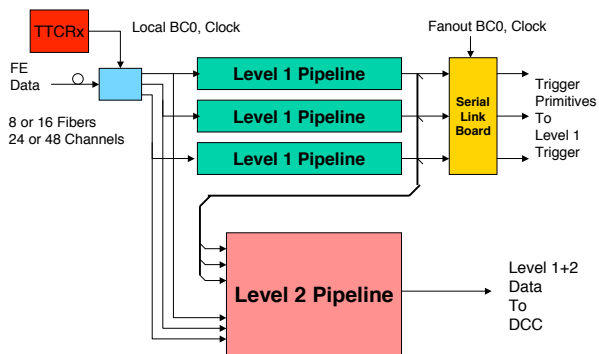 TTCRx
Local BC0, Clock
Fanout BC0, Clock
FE
Data
8 or 16 Fibers
24 or 48 Channels
Level 1 Pipeline
Level 1 Pipeline
Level 1 Pipeline
Serial
Link
Board
Trigger
Primitives
To
Level 1
Trigger
Level 2 Pipeline
Level 1+2
Data
To
DCC